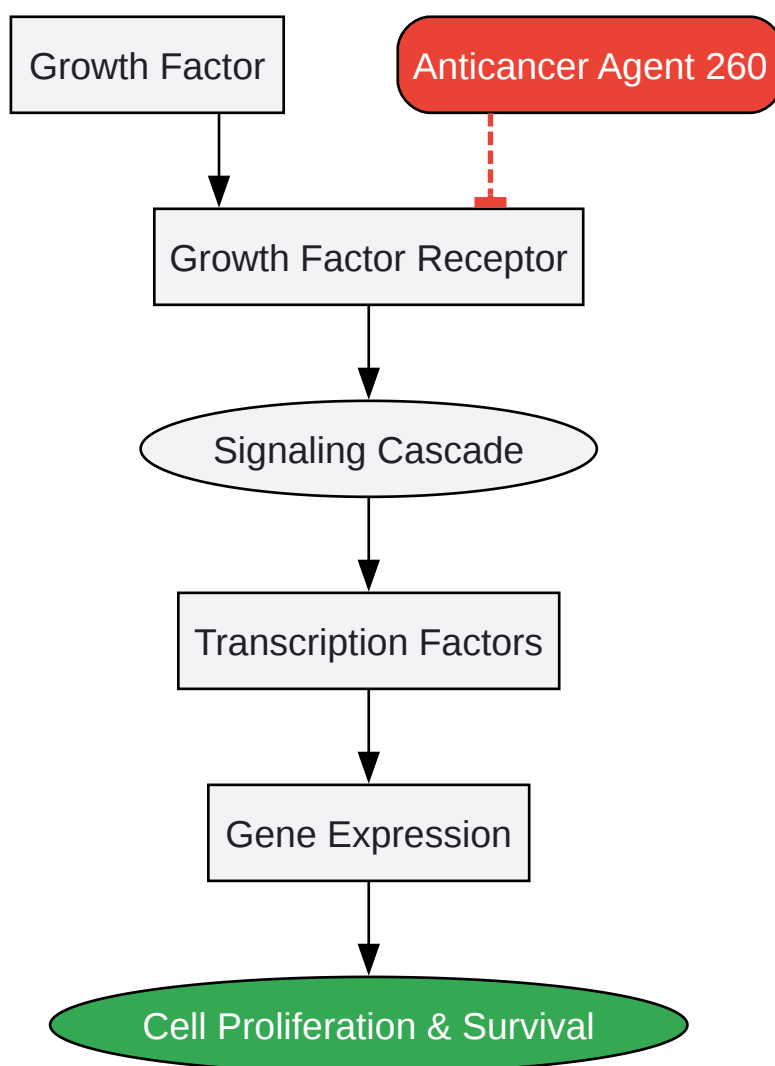 Growth Factor
Anticancer Agent 260
Growth Factor Receptor
Signaling Cascade
Transcription Factors
Gene Expression
Cell Proliferation & Survival